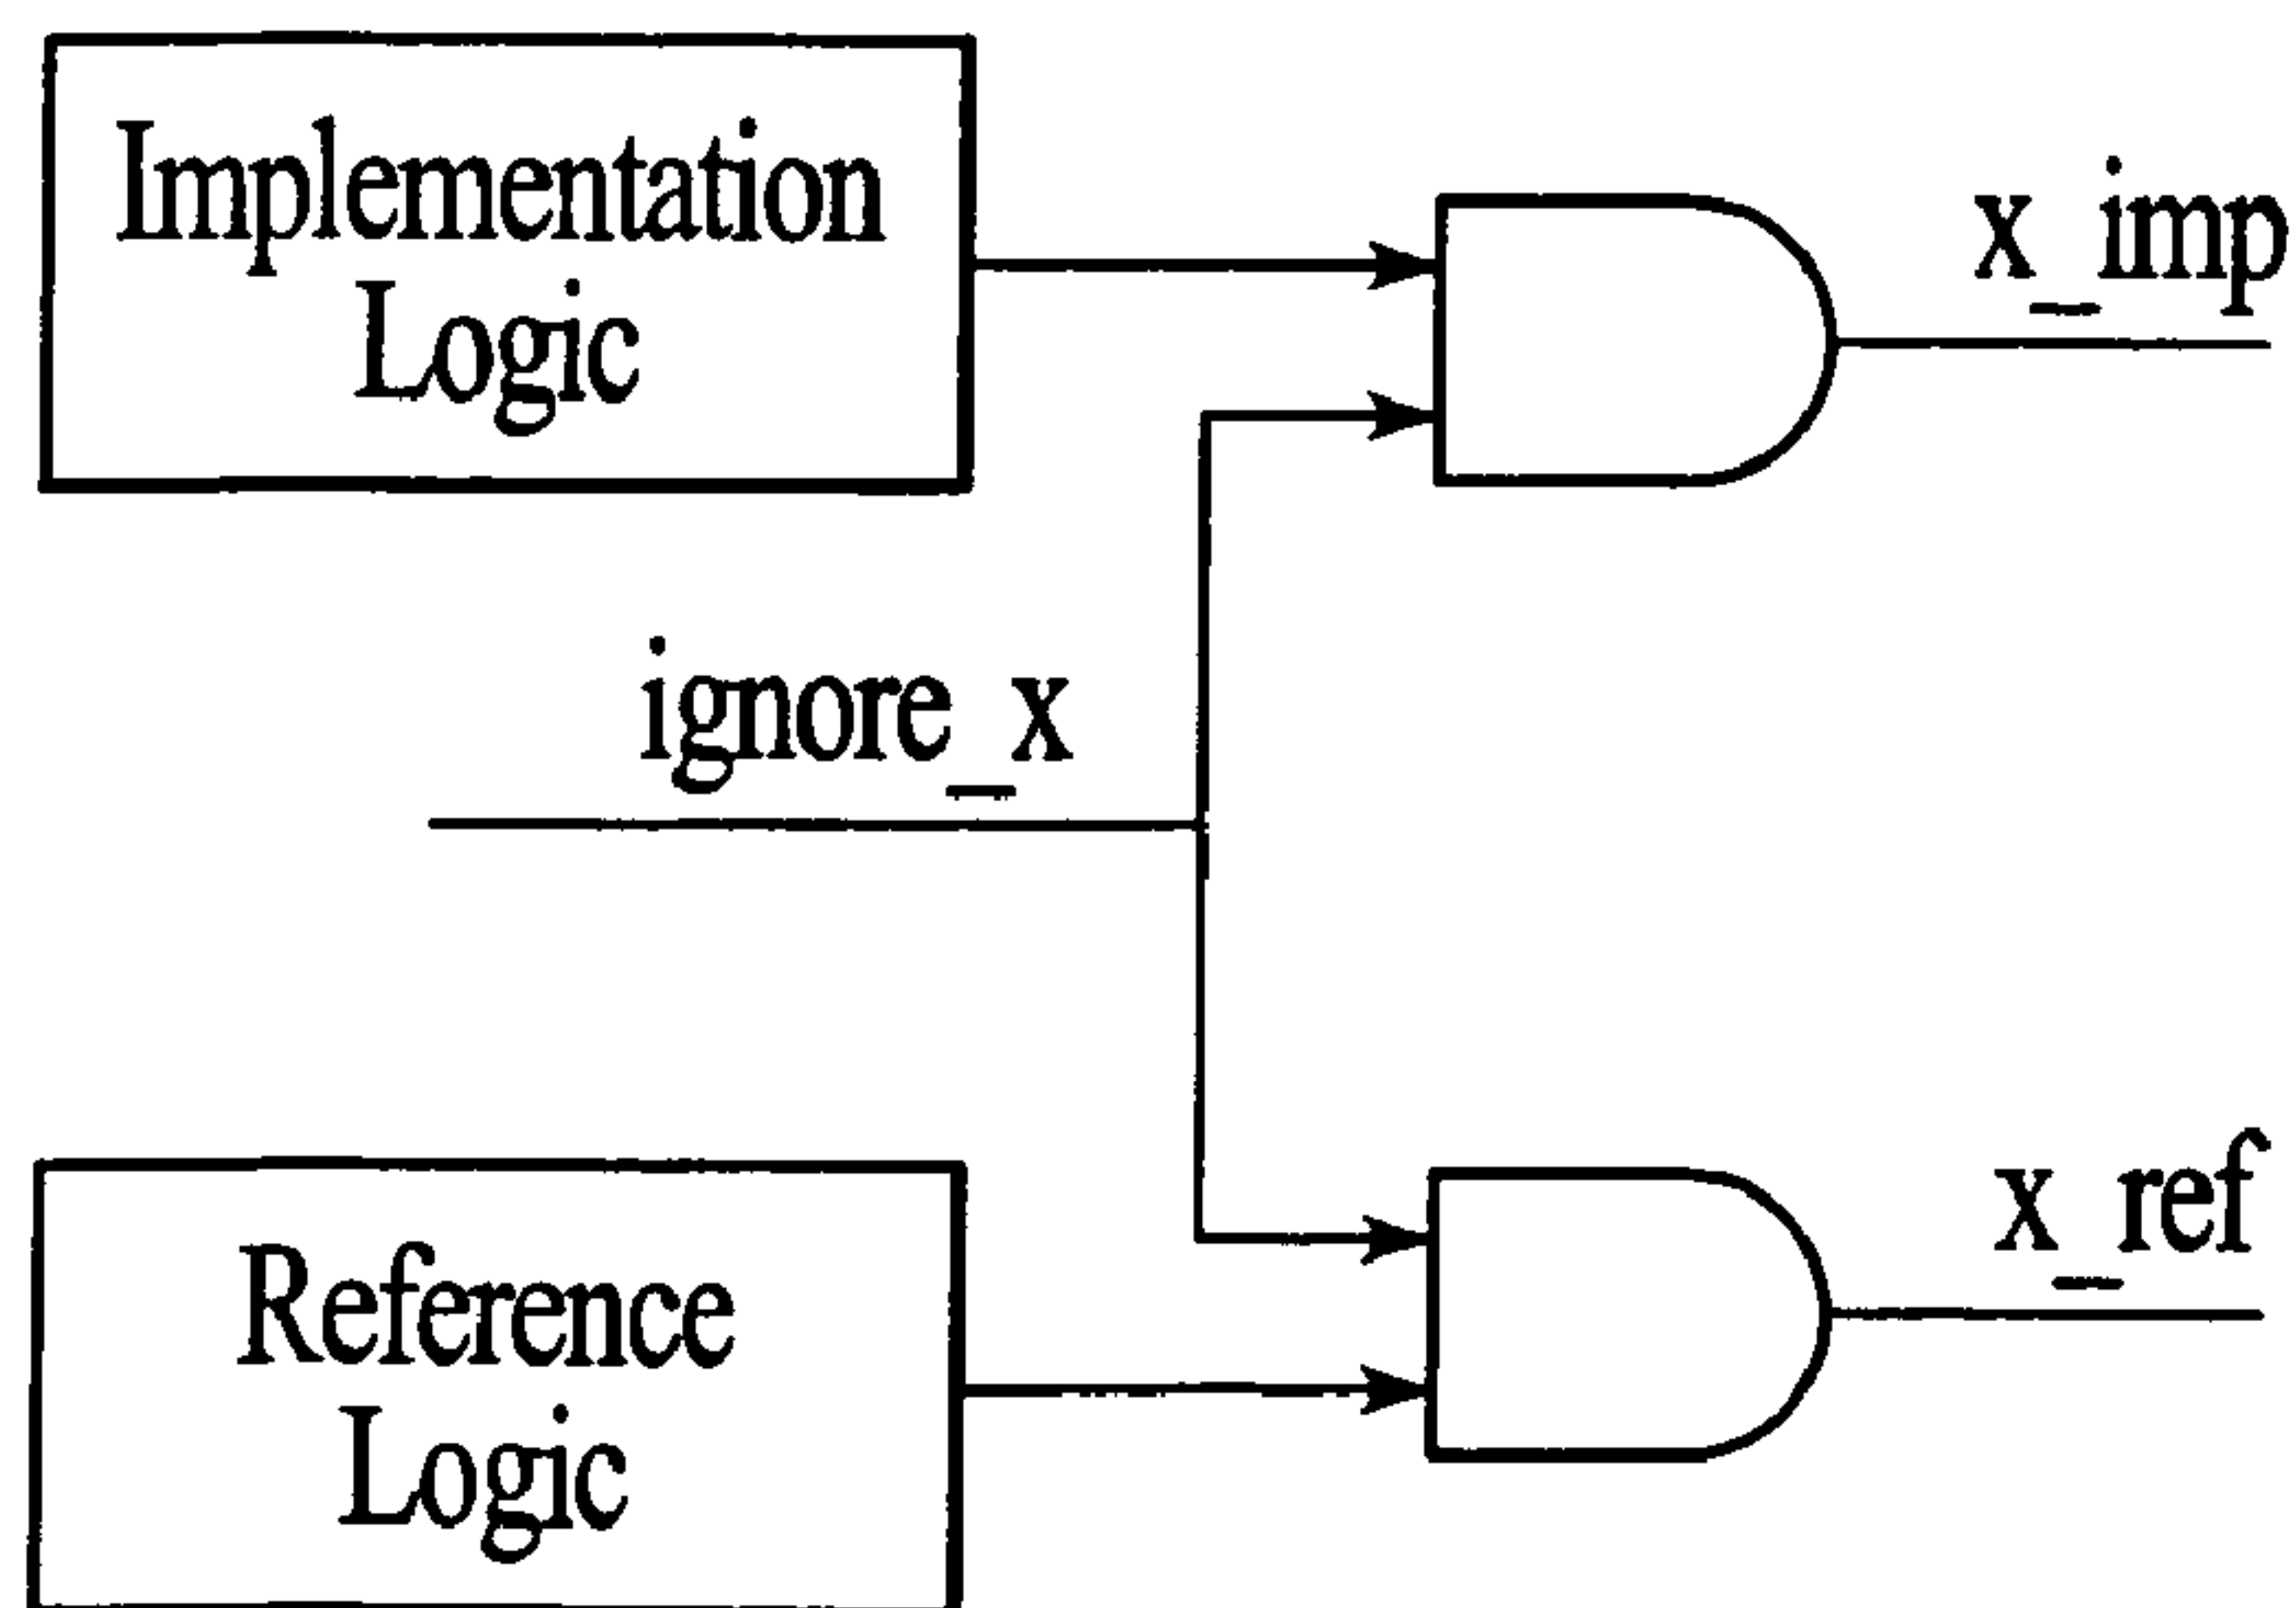 Implementation
Logic
x_imp
ignore_x
Reference
Logic
x_ref